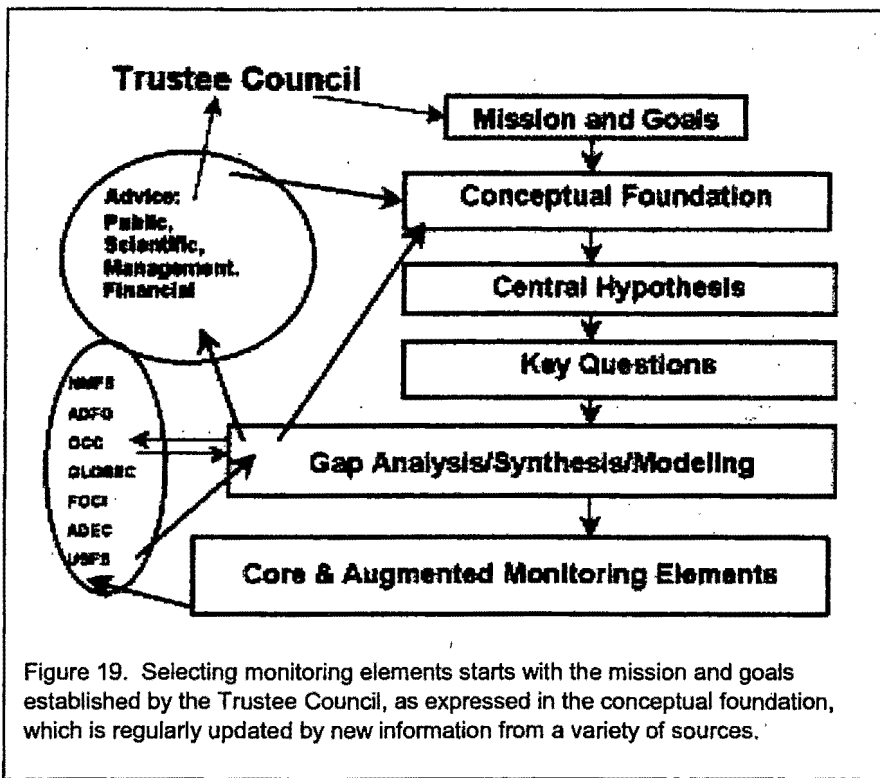 Trustee Council
Mission and Goals
Conceptual Foundation
Advice:
Public,
Scientific,
Management.
Financial
Central Hypothesis
Key Questions
NMFS
ADFG
OCC
GLOBEC
FOCI
ADEC
USFS
Gap Analysis/Synthesis/Modeling
Core & Augmented Monitoring Elements
Figure 19. Selecting monitoring elements starts with the mission and goals
established by the Trustee Council, as expressed in the conceptual foundation,
which is regularly updated by new information from a variety of sources.